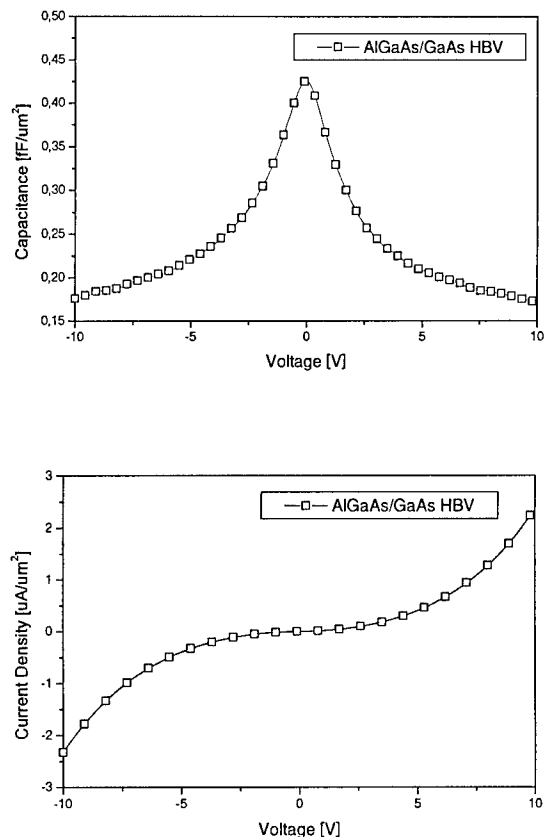 0,50
0,45
0,40
0,35
0,30
0,25
0,20
0,15
Capacitance [fF/um²]
AlGaAs/GaAs HBV
-10 -5 0 5 10
Voltage [V]
3
2
1
0
-1
-2
-3
Current Density [uA/um²]
AlGaAs/GaAs HBV
-10 -5 0 5 10
Voltage [V]